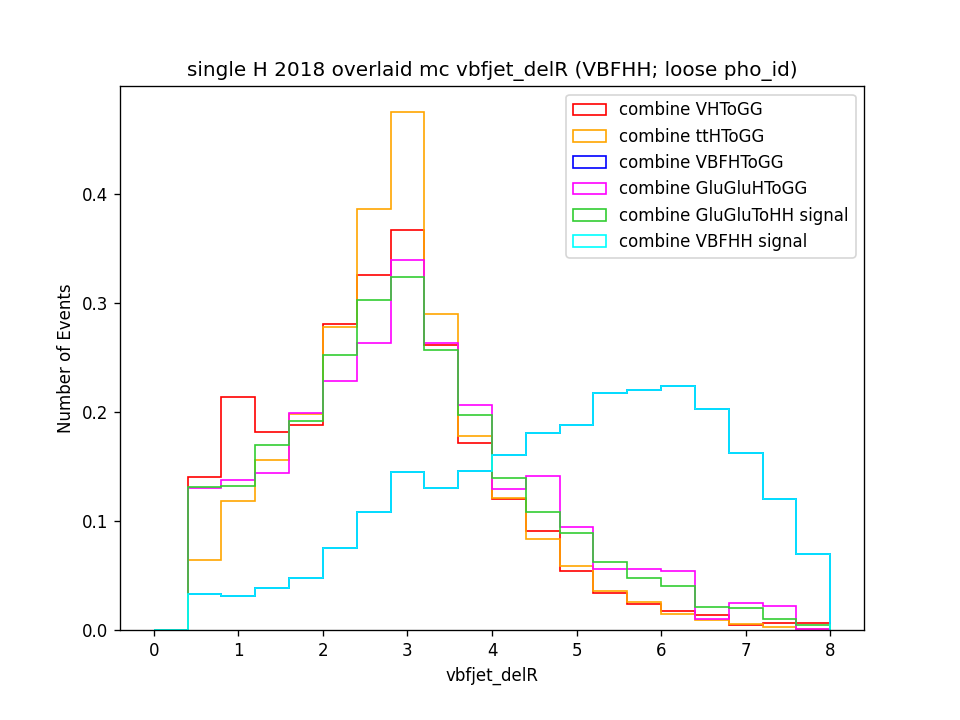 single H 2018 overlaid mc vbfjet_delR (VBFHH; loose pho_id)
combine VHToGG
combine ttHToGG
combine VBFHToGG
combine GluGluHToGG
combine GluGluToHH signal
combine VBFHH signal
Number of Events
0.4
0.3
0.2
0.1
0.0
0 1 2 3 4 5 6 7 8
vbfjet_delR